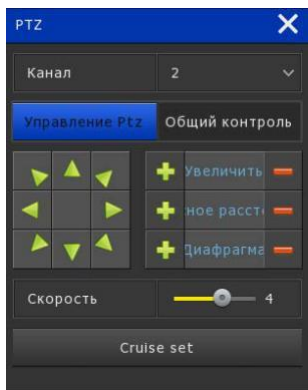 PTZ
Канал 2
Управление Ptz Общий контроль
Увеличить
ное расст
Диафрагма
Скорость 4
Cruise set